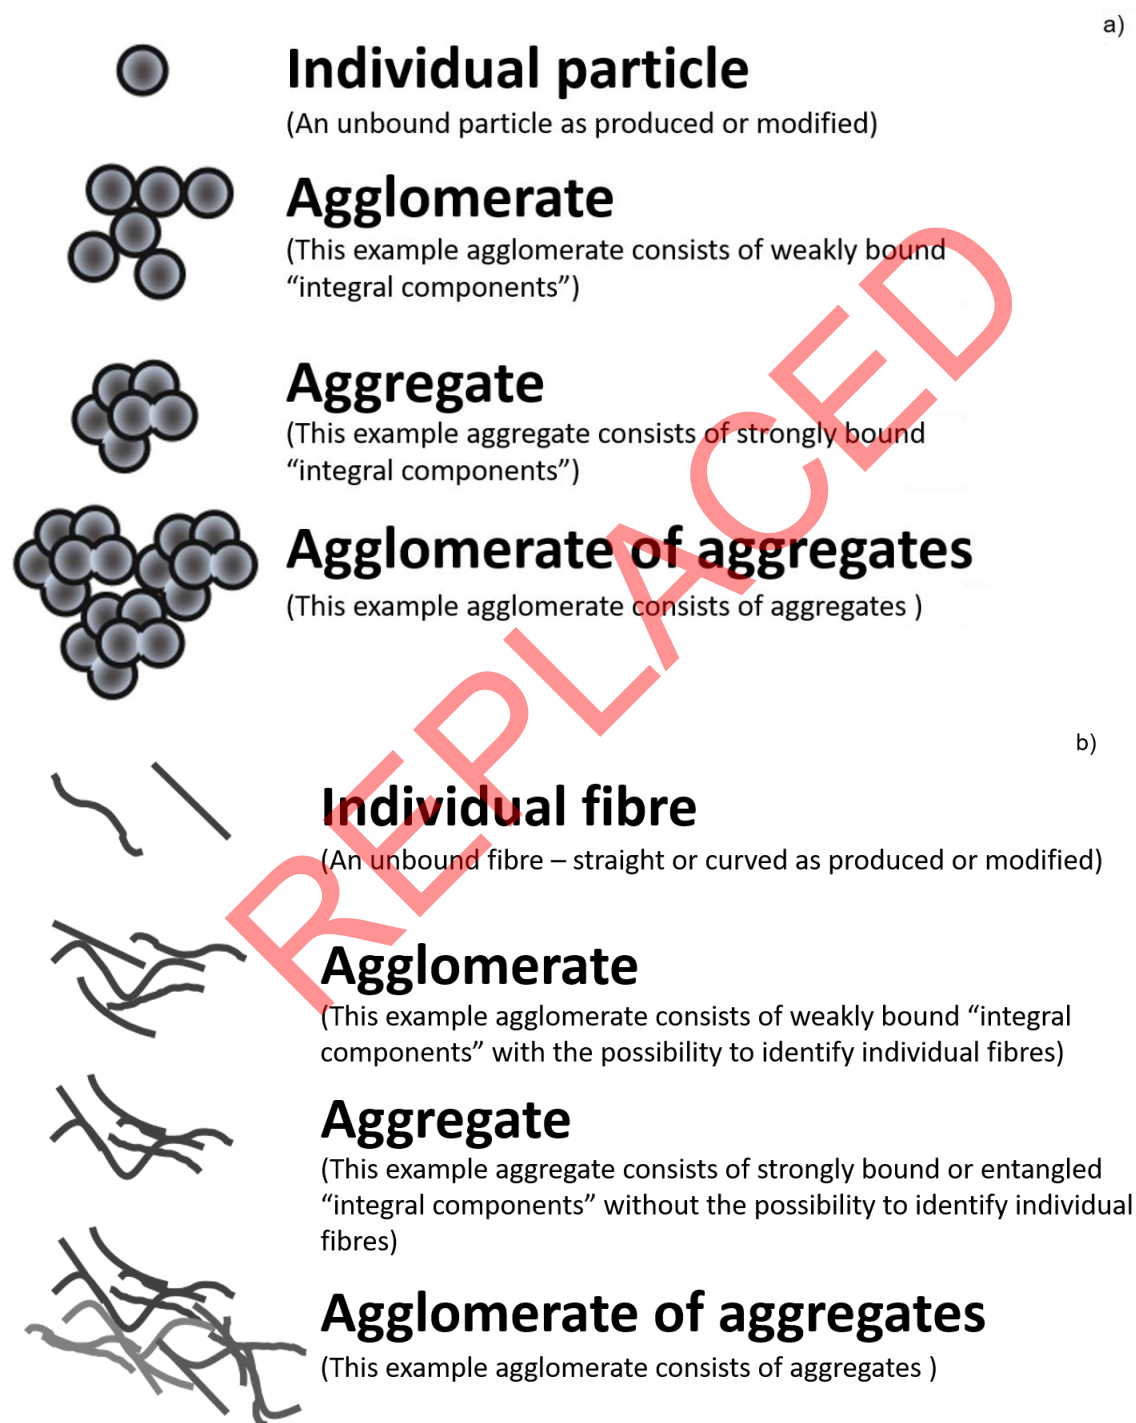 a)
Individual particle
(An unbound particle as produced or modified)
Agglomerate
(This example agglomerate consists of weakly bound
“integral components”)
Aggregate
(This example aggregate consists of strongly bound
“integral components”)
Agglomerate of aggregates
(This example agglomerate consists of aggregates )
REPLACED
b)
Individual fibre
(An unbound fibre – straight or curved as produced or modified)
Agglomerate
(This example agglomerate consists of weakly bound “integral
components” with the possibility to identify individual fibres)
Aggregate
(This example aggregate consists of strongly bound or entangled
“integral components” without the possibility to identify individual
fibres)
Agglomerate of aggregates
(This example agglomerate consists of aggregates )